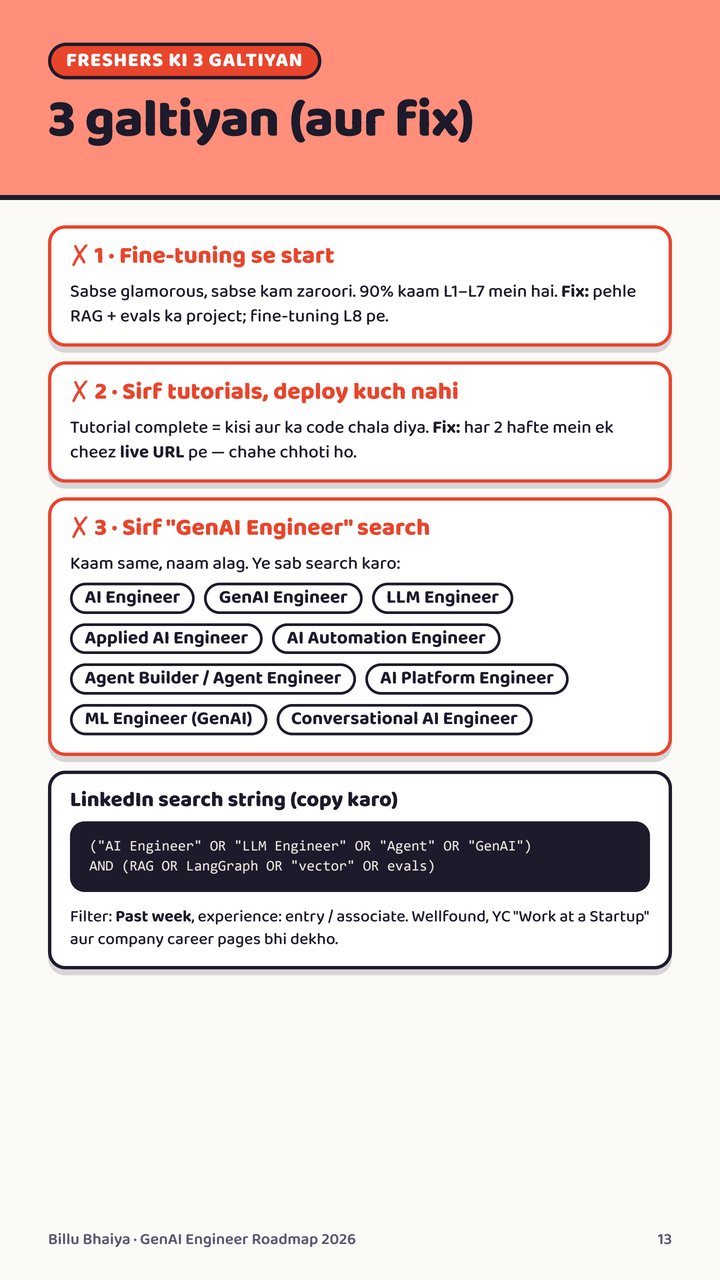 FRESHERS KI 3 GALTIYAN
3 galtiyan (aur fix)
✗ 1 · Fine-tuning se start
Sabse glamorous, sabse kam zaroori. 90% kaam L1–L7 mein hai. Fix: pehle
RAG + evals ka project; fine-tuning L8 pe.
✗ 2 · Sirf tutorials, deploy kuch nahi
Tutorial complete = kisi aur ka code chala diya. Fix: har 2 hafte mein ek
cheez live URL pe — chahe chhoti ho.
✗ 3 · Sirf "GenAI Engineer" search
Kaam same, naam alag. Ye sab search karo:
AI Engineer GenAI Engineer LLM Engineer
Applied AI Engineer AI Automation Engineer
Agent Builder / Agent Engineer AI Platform Engineer
ML Engineer (GenAI) Conversational AI Engineer
LinkedIn search string (copy karo)
("AI Engineer" OR "LLM Engineer" OR "Agent" OR "GenAI")
AND (RAG OR LangGraph OR "vector" OR evals)
Filter: Past week, experience: entry / associate. Wellfound, YC "Work at a Startup"
aur company career pages bhi dekho.
Billu Bhaiya · GenAI Engineer Roadmap 2026 13